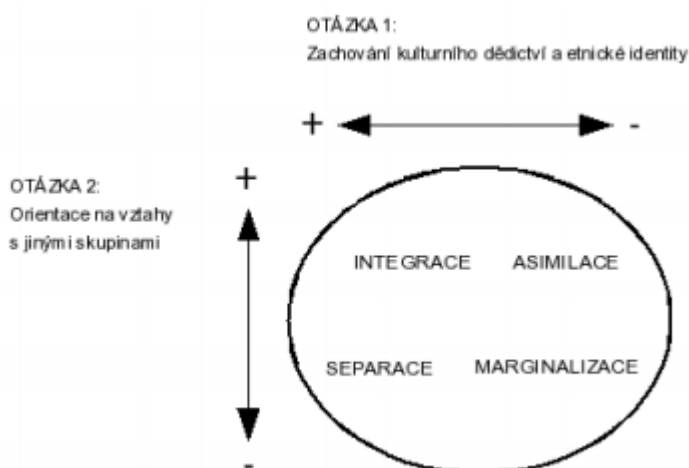 OTÁZKA 1:
Zachování kulturního dědictví a etnické identity
+ -
OTÁZKA 2:
Orientace na vztahy
s jinými skupinami
+
INTEGRACE ASIMILACE
SEPARACE MARGINALIZACE
-